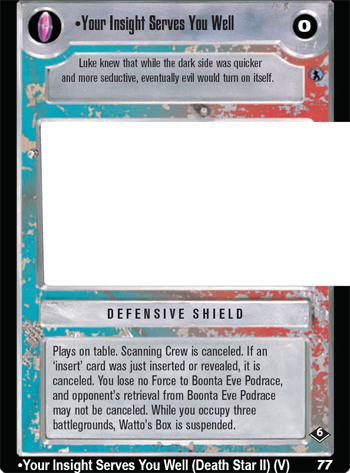 •Your Insight Serves You Well
0
Luke knew that while the dark side was quicker
and more seductive, eventually evil would turn on itself.
DEFENSIVE SHIELD
Plays on table. Scanning Crew is canceled. If an
‘insert’ card was just inserted or revealed, it is
canceled. You lose no Force to Boonta Eve Podrace,
and opponent’s retrieval from Boonta Eve Podrace
may not be canceled. While you occupy three
battlegrounds, Watto’s Box is suspended.
6
•Your Insight Serves You Well (Death Star II) (V) 77